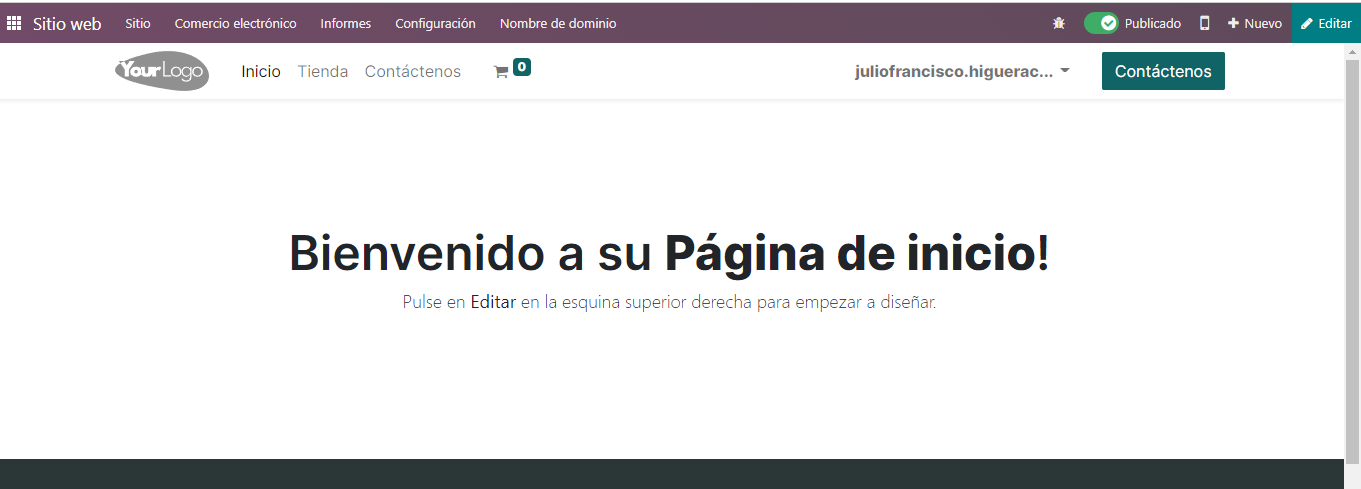 Sitio web Sitio Comercio electrónico Informes Configuración Nombre de dominio Publicado Nuevo Editar
YourLogo Inicio Tienda Contáctenos 0 juliofrancisco.higuerac... Contáctenos
Bienvenido a su Página de inicio!
Pulse en Editar en la esquina superior derecha para empezar a diseñar.